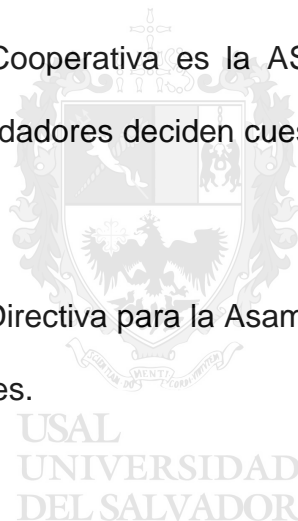 Cooperativa es la AS
dadores deciden cues
Directiva para la Asam
es.
USAL
UNIVERSIDAD
DEL SALVADOR